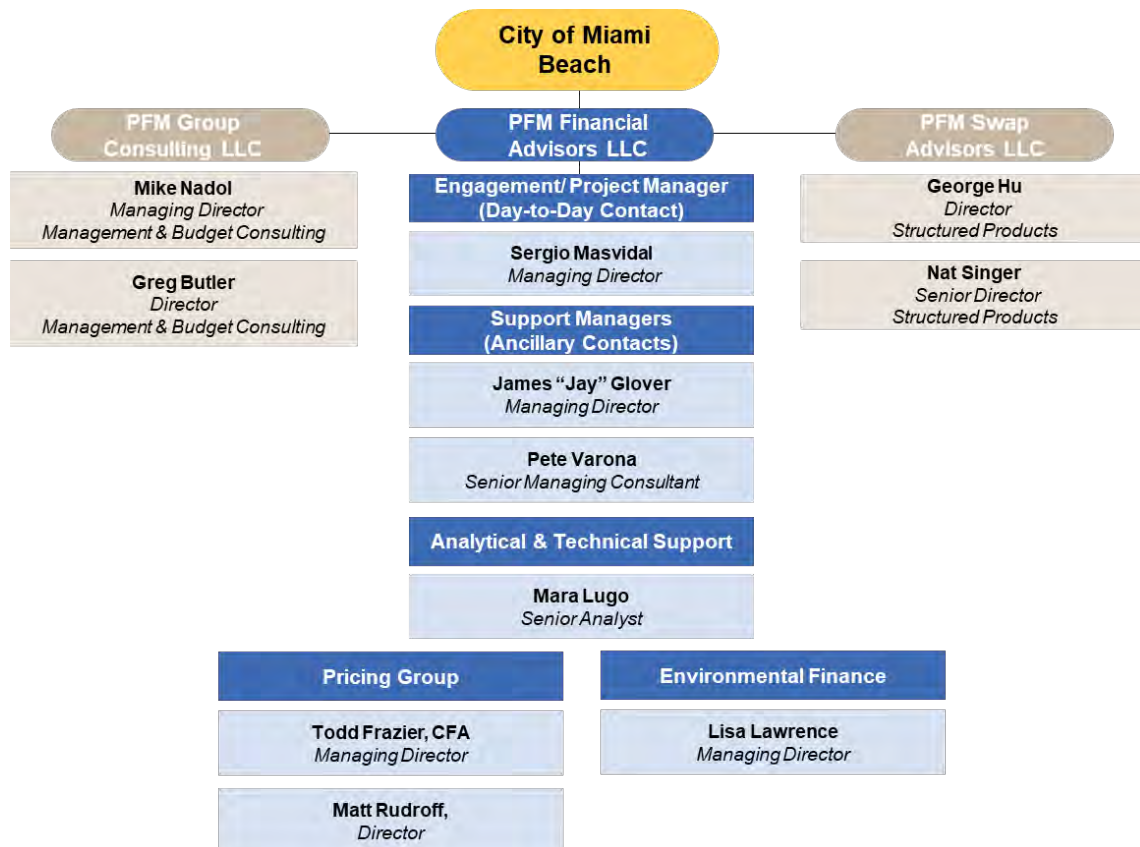 City of Miami
Beach
PFM Group
Consulting LLC
PFM Financial
Advisors LLC
PFM Swap
Advisors LLC
Mike Nadol
Managing Director
Management & Budget Consulting
Greg Butler
Director
Management & Budget Consulting
Engagement/ Project Manager
(Day-to-Day Contact)
Sergio Masvidal
Managing Director
Support Managers
(Ancillary Contacts)
James “Jay” Glover
Managing Director
Pete Varona
Senior Managing Consultant
Analytical & Technical Support
Mara Lugo
Senior Analyst
George Hu
Director
Structured Products
Nat Singer
Senior Director
Structured Products
Pricing Group
Todd Frazier, CFA
Managing Director
Matt Rudroff,
Director
Environmental Finance
Lisa Lawrence
Managing Director